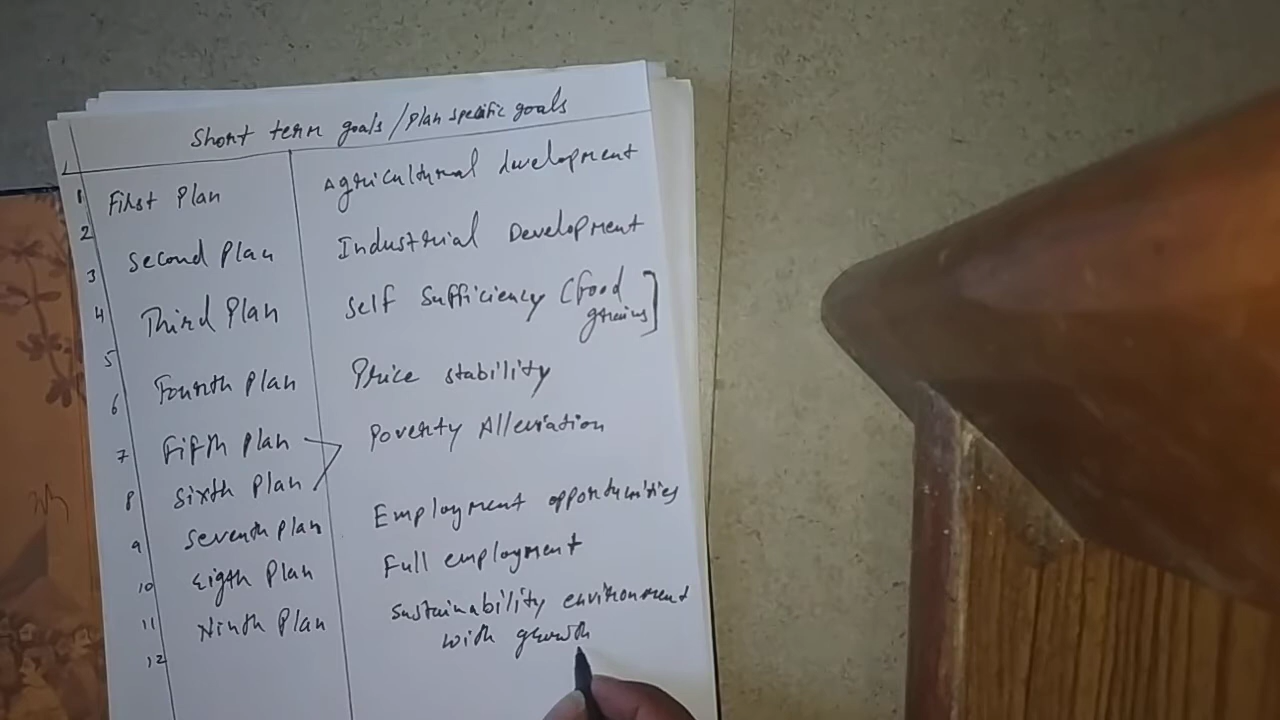 Short term goals / Plan specific goals
1 First Plan Agricultural development
2
Second Plan Industrial Development
3
4 Third Plan Self Sufficiency (food
grains]
5
Fourth Plan Price stability
6
7 Fifth Plan Poverty Alleviation
8 Sixth Plan
9 Seventh Plan Employment opportunities
10 Eigth Plan Full employment
11 Ninth Plan Sustainability environment
with growth
12